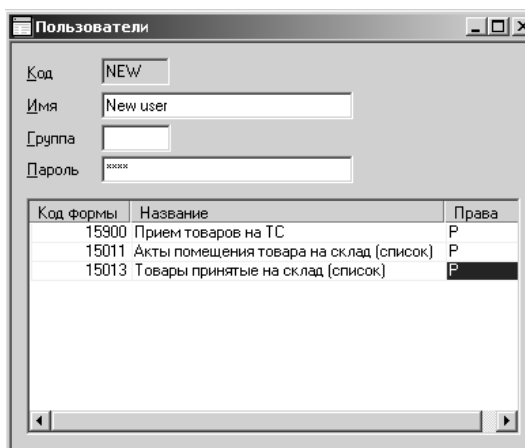 Пользователи
Код NEW
Имя New user
Группа
Пароль ****
Код формы Название Права
15900 Прием товаров на ТС Р
15011 Акты помещения товара на склад (список) Р
15013 Товары принятые на склад (список) Р